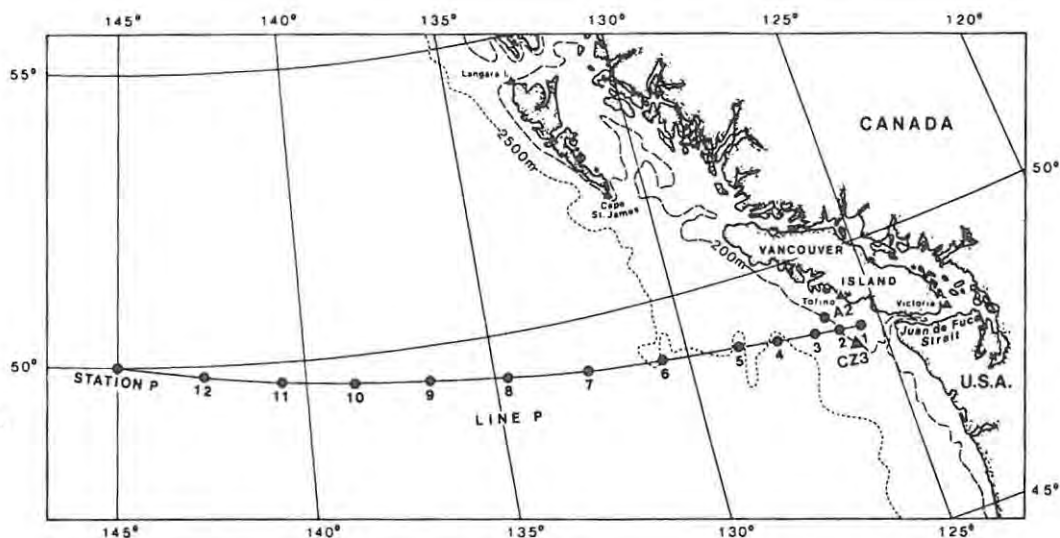 145°
140°
135°
130°
125°
120°
55°
Langara I.
2500m
CANADA
50°
Cape
St. James
200m
VANCOUVER
ISLAND
Tofino
A2
Victoria
Juan de Fuca
Strait
U.S.A.
50°
STATION P
12
11
10
9
8
7
6
5
4
3
2
1
CZ3
LINE P
45°
145°
140°
135°
130°
125°